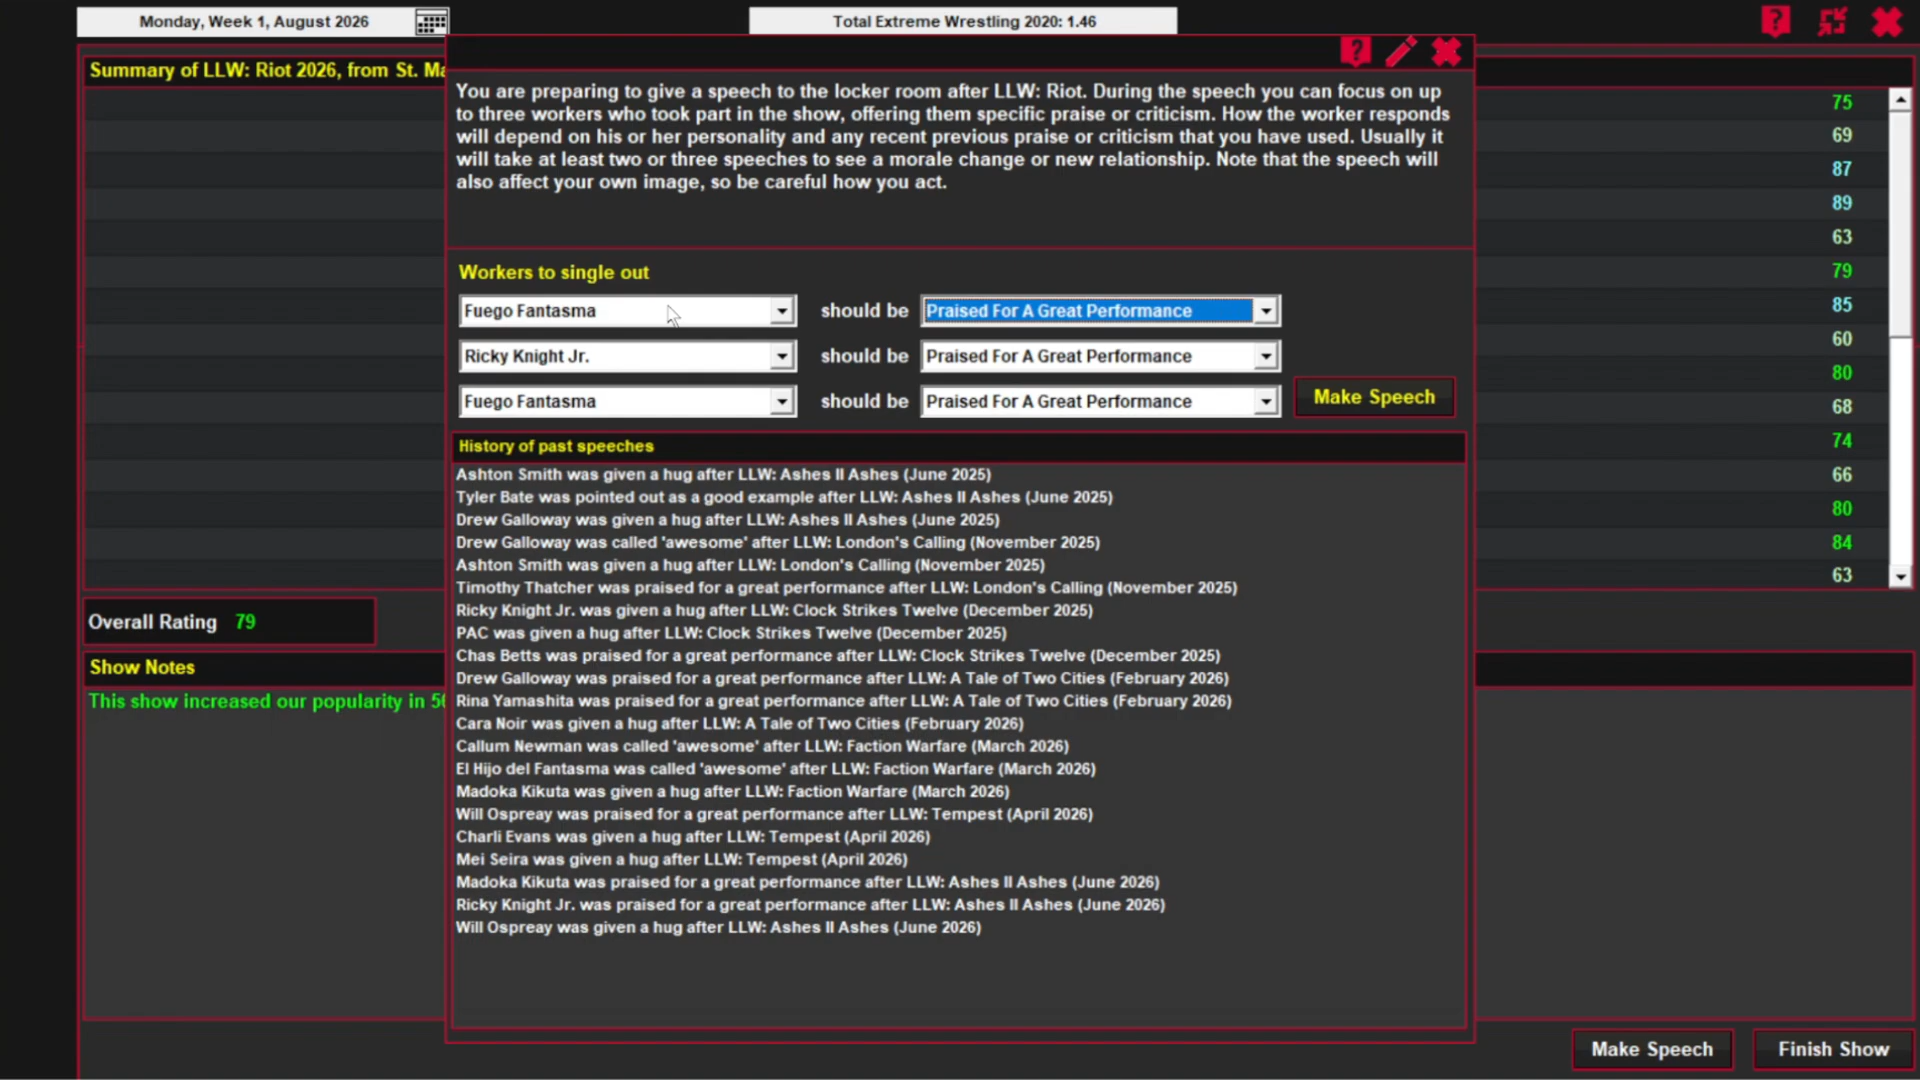 Monday, Week 1, August 2026
Total Extreme Wrestling 2020: 1.46
Summary of LLW: Riot 2026, from St. Ma
You are preparing to give a speech to the locker room after LLW: Riot. During the speech you can focus on up
to three workers who took part in the show, offering them specific praise or criticism. How the worker responds
will depend on his or her personality and any recent previous praise or criticism that you have used. Usually it
will take at least two or three speeches to see a morale change or new relationship. Note that the speech will
also affect your own image, so be careful how you act.
Workers to single out
Fuego Fantasma should be Praised For A Great Performance
Ricky Knight Jr. should be Praised For A Great Performance
Fuego Fantasma should be Praised For A Great Performance
Make Speech
History of past speeches
Ashton Smith was given a hug after LLW: Ashes II Ashes (June 2025)
Tyler Bate was pointed out as a good example after LLW: Ashes II Ashes (June 2025)
Drew Galloway was given a hug after LLW: Ashes II Ashes (June 2025)
Drew Galloway was called 'awesome' after LLW: London's Calling (November 2025)
Ashton Smith was given a hug after LLW: London's Calling (November 2025)
Timothy Thatcher was praised for a great performance after LLW: London's Calling (November 2025)
Ricky Knight Jr. was given a hug after LLW: Clock Strikes Twelve (December 2025)
PAC was given a hug after LLW: Clock Strikes Twelve (December 2025)
Chas Betts was praised for a great performance after LLW: Clock Strikes Twelve (December 2025)
Drew Galloway was praised for a great performance after LLW: A Tale of Two Cities (February 2026)
Rina Yamashita was praised for a great performance after LLW: A Tale of Two Cities (February 2026)
Cara Noir was given a hug after LLW: A Tale of Two Cities (February 2026)
Callum Newman was called 'awesome' after LLW: Faction Warfare (March 2026)
El Hijo del Fantasma was called 'awesome' after LLW: Faction Warfare (March 2026)
Madoka Kikuta was given a hug after LLW: Faction Warfare (March 2026)
Will Ospreay was praised for a great performance after LLW: Tempest (April 2026)
Charli Evans was given a hug after LLW: Tempest (April 2026)
Mei Seira was given a hug after LLW: Tempest (April 2026)
Madoka Kikuta was praised for a great performance after LLW: Ashes II Ashes (June 2026)
Ricky Knight Jr. was praised for a great performance after LLW: Ashes II Ashes (June 2026)
Will Ospreay was given a hug after LLW: Ashes II Ashes (June 2026)
75
69
87
89
63
79
85
60
80
68
74
66
80
84
63
Overall Rating 79
Show Notes
This show increased our popularity in 5
Make Speech
Finish Show